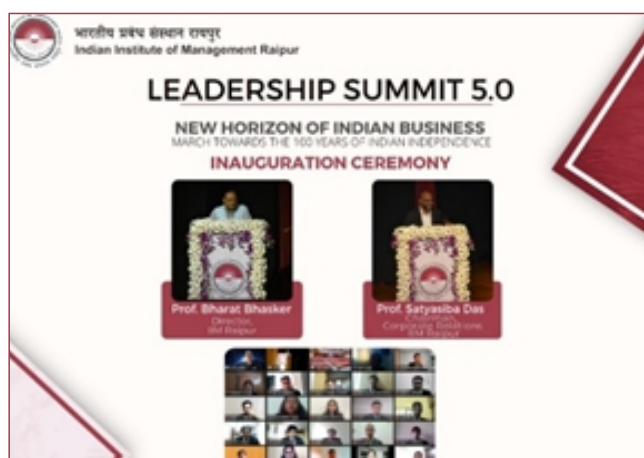 भारतीय प्रबंध संस्थान रायपुर
Indian Institute of Management Raipur
LEADERSHIP SUMMIT 5.0
NEW HORIZON OF INDIAN BUSINESS
MARCH TOWARDS THE 100 YEARS OF INDIAN INDEPENDENCE
INAUGURATION CEREMONY
Prof. Bharat Bhasker
Director,
IIM Raipur
Prof. Satyasiba Das
Chairman,
Corporate Relations
IIM Raipur